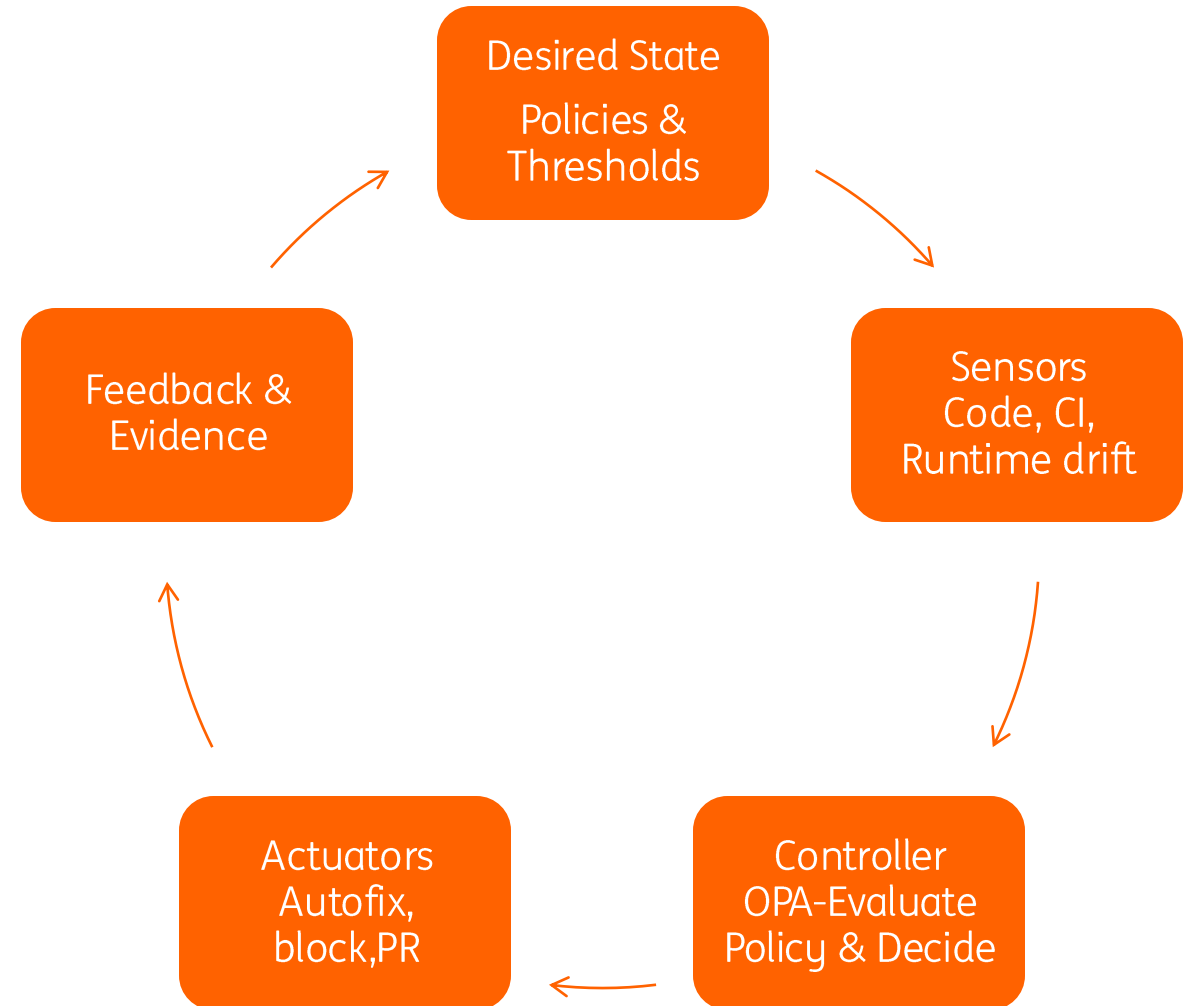 Desired State
Policies &
Thresholds
Sensors
Code, CI,
Runtime drift
Controller
OPA-Evaluate
Policy & Decide
Actuators
Autofix,
block,PR
Feedback &
Evidence